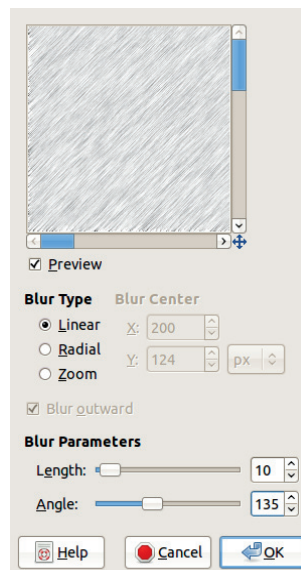 Preview
Blur Type Blur Center
Linear X: 200
Radial Y: 124 px
Zoom
Blur outward
Blur Parameters
Length: 10
Angle: 135
Help Cancel OK